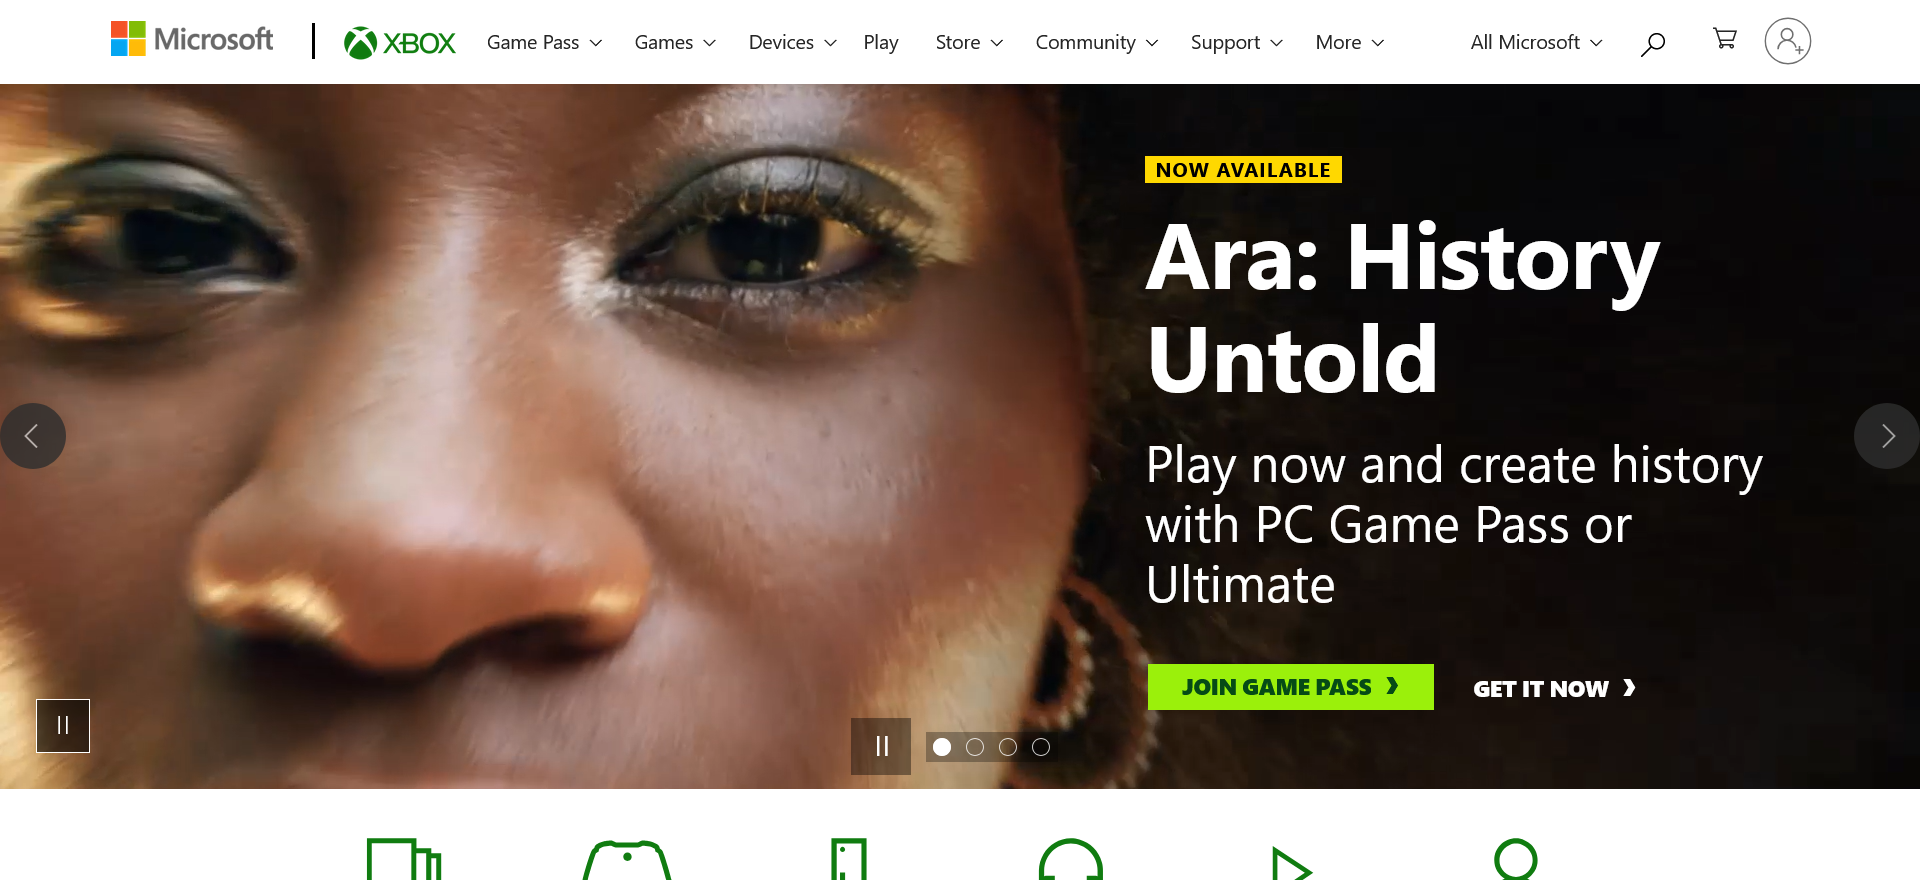 Microsoft
XBOX
Game Pass
Games
Devices
Play
Store
Community
Support
More
All Microsoft
NOW AVAILABLE
Ara: History
Untold
Play now and create history
with PC Game Pass or
Ultimate
JOIN GAME PASS
GET IT NOW